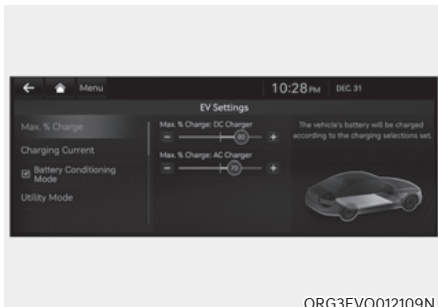 Menu
10:28 PM DEC. 31
EV Settings
Max. % Charge
Charging Current
Battery Conditioning
Mode
Utility Mode
Max. % Charge: DC Charger
- 80 +
Max. % Charge: AC Charger
- 70 +
The vehicle's battery will be charged
according to the charging selections set.
ORG3EVQ012109N